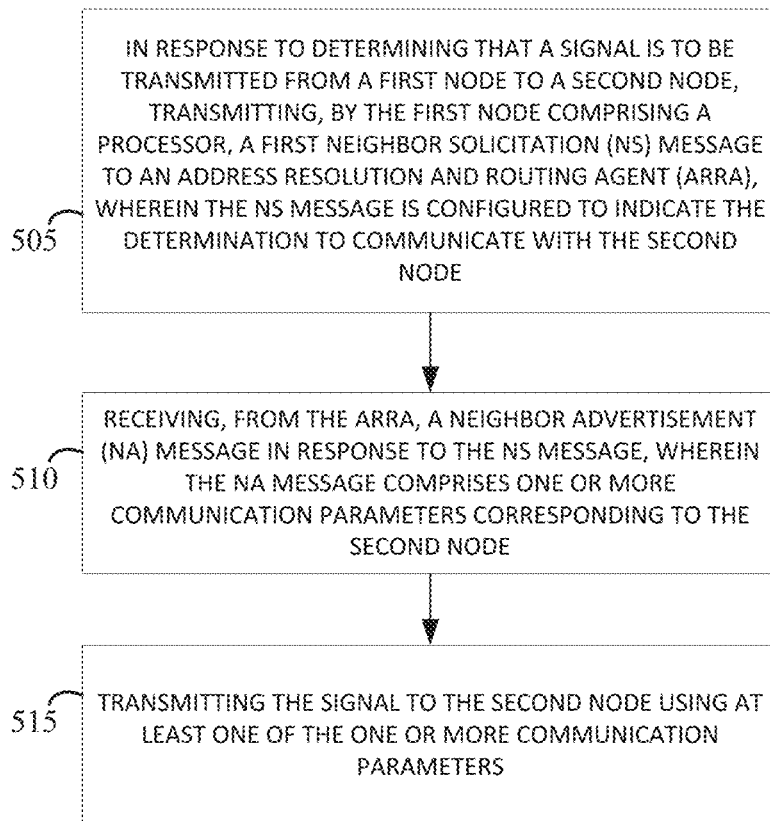 IN RESPONSE TO DETERMINING THAT A SIGNAL IS TO BE
TRANSMITTED FROM A FIRST NODE TO A SECOND NODE,
TRANSMITTING, BY THE FIRST NODE COMPRISING A
PROCESSOR, A FIRST NEIGHBOR SOLICITATION (NS) MESSAGE
TO AN ADDRESS RESOLUTION AND ROUTING AGENT (ARRA),
WHEREIN THE NS MESSAGE IS CONFIGURED TO INDICATE THE
DETERMINATION TO COMMUNICATE WITH THE SECOND
NODE
505
RECEIVING, FROM THE ARRA, A NEIGHBOR ADVERTISEMENT
(NA) MESSAGE IN RESPONSE TO THE NS MESSAGE, WHEREIN
THE NA MESSAGE COMPRISES ONE OR MORE
COMMUNICATION PARAMETERS CORRESPONDING TO THE
SECOND NODE
510
TRANSMITTING THE SIGNAL TO THE SECOND NODE USING AT
LEAST ONE OF THE ONE OR MORE COMMUNICATION
PARAMETERS
515